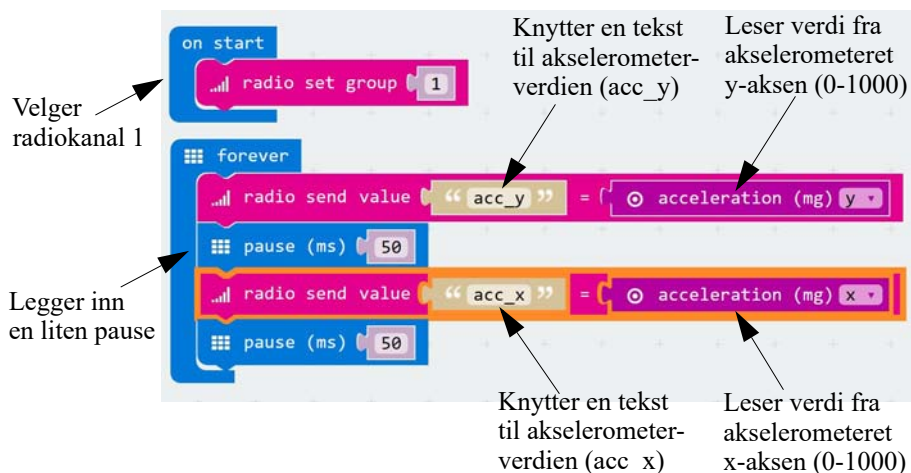 Knytter en tekst
til akselerometer-
verdien (acc_y)
Leser verdi fra
akselerometeret
y-aksen (0-1000)
Velger
radiokanal 1
on start
radio set group 1
forever
radio send value “ acc_y ” = acceleration (mg) y
pause (ms) 50
radio send value “ acc_x ” = acceleration (mg) x
pause (ms) 50
Legger inn
en liten pause
Knytter en tekst
til akselerometer-
verdien (acc_x)
Leser verdi fra
akselerometeret
x-aksen (0-1000)